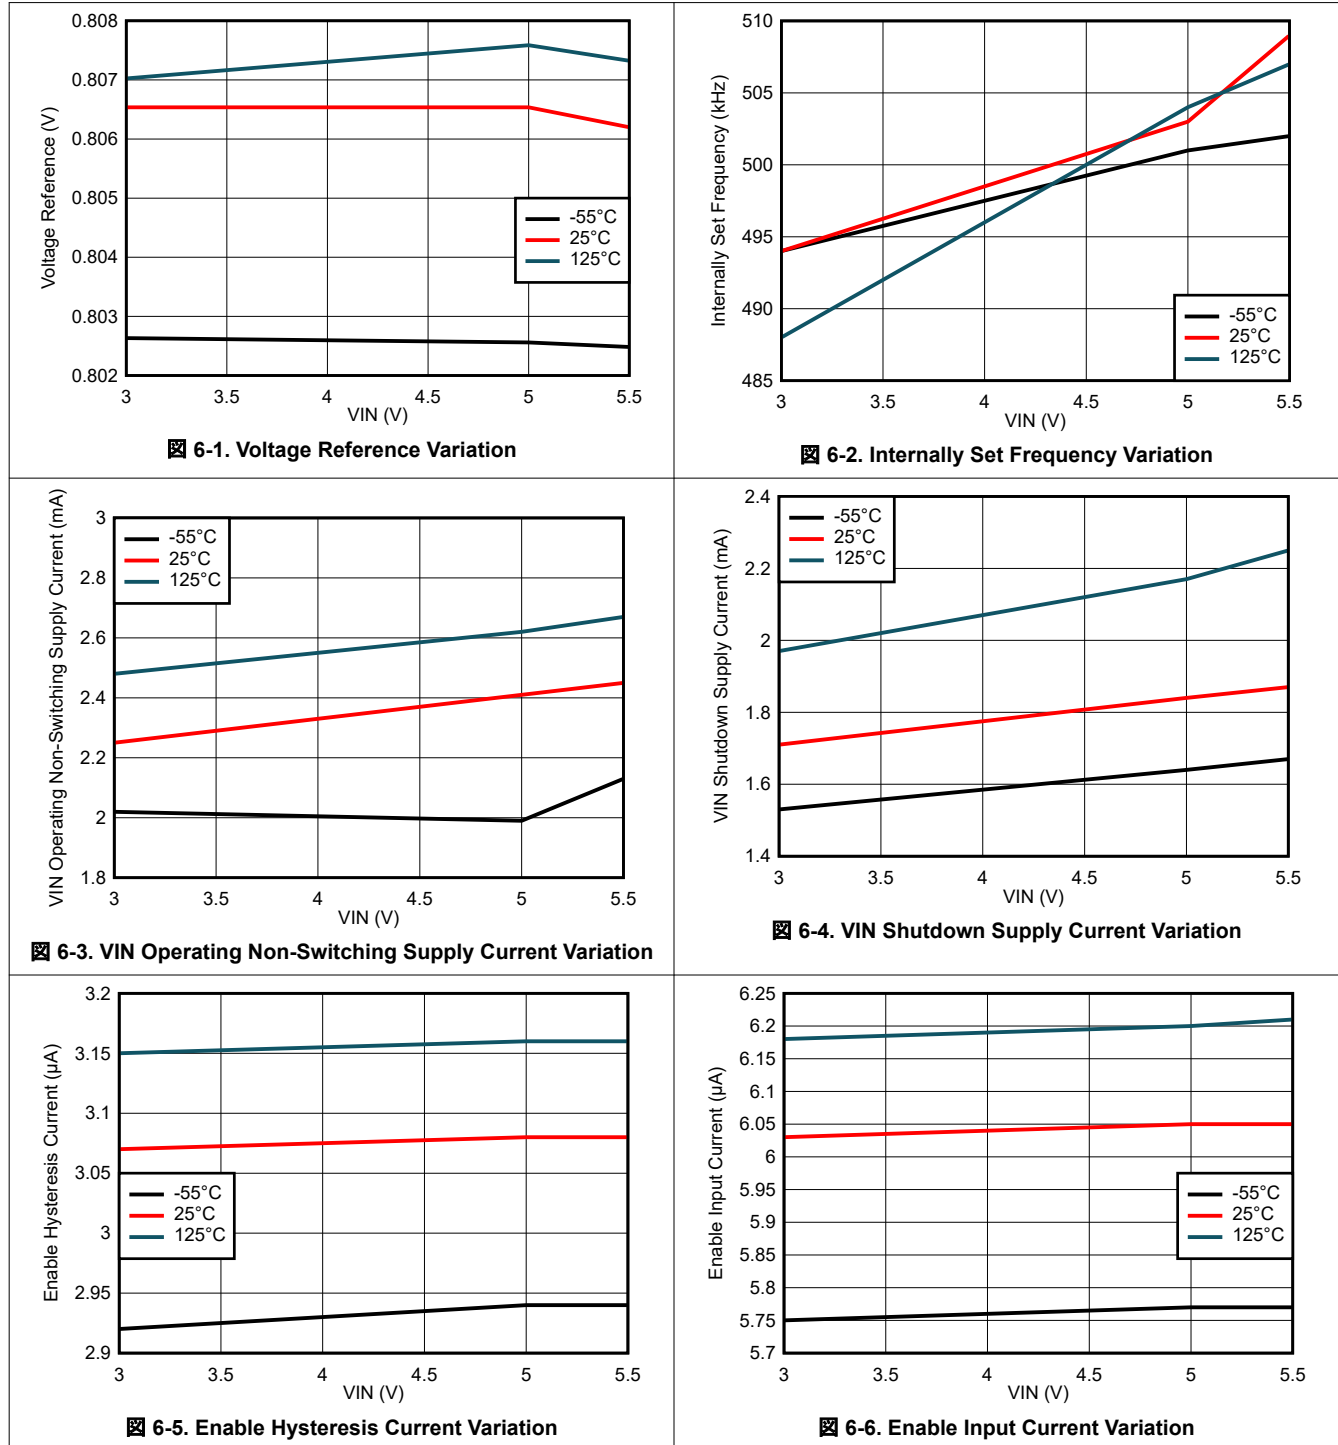 Voltage Reference (V)
0.808
0.807
0.806
0.805
0.804
0.803
0.802
-55°C
25°C
125°C
3 3.5 4 4.5 5 5.5
VIN (V)
図 6-1. Voltage Reference Variation
Internally Set Frequency (kHz)
510
505
500
495
490
485
-55°C
25°C
125°C
3 3.5 4 4.5 5 5.5
VIN (V)
図 6-2. Internally Set Frequency Variation
VIN Operating Non-Switching Supply Current (mA)
3
2.8
2.6
2.4
2.2
2
1.8
-55°C
25°C
125°C
3 3.5 4 4.5 5 5.5
VIN (V)
図 6-3. VIN Operating Non-Switching Supply Current Variation
VIN Shutdown Supply Current (mA)
2.4
2.2
2
1.8
1.6
1.4
-55°C
25°C
125°C
3 3.5 4 4.5 5 5.5
VIN (V)
図 6-4. VIN Shutdown Supply Current Variation
Enable Hysteresis Current (µA)
3.2
3.15
3.1
3.05
3
2.95
2.9
-55°C
25°C
125°C
3 3.5 4 4.5 5 5.5
VIN (V)
図 6-5. Enable Hysteresis Current Variation
Enable Input Current (µA)
6.25
6.2
6.15
6.1
6.05
6
5.95
5.9
5.85
5.8
5.75
5.7
-55°C
25°C
125°C
3 3.5 4 4.5 5 5.5
VIN (V)
図 6-6. Enable Input Current Variation